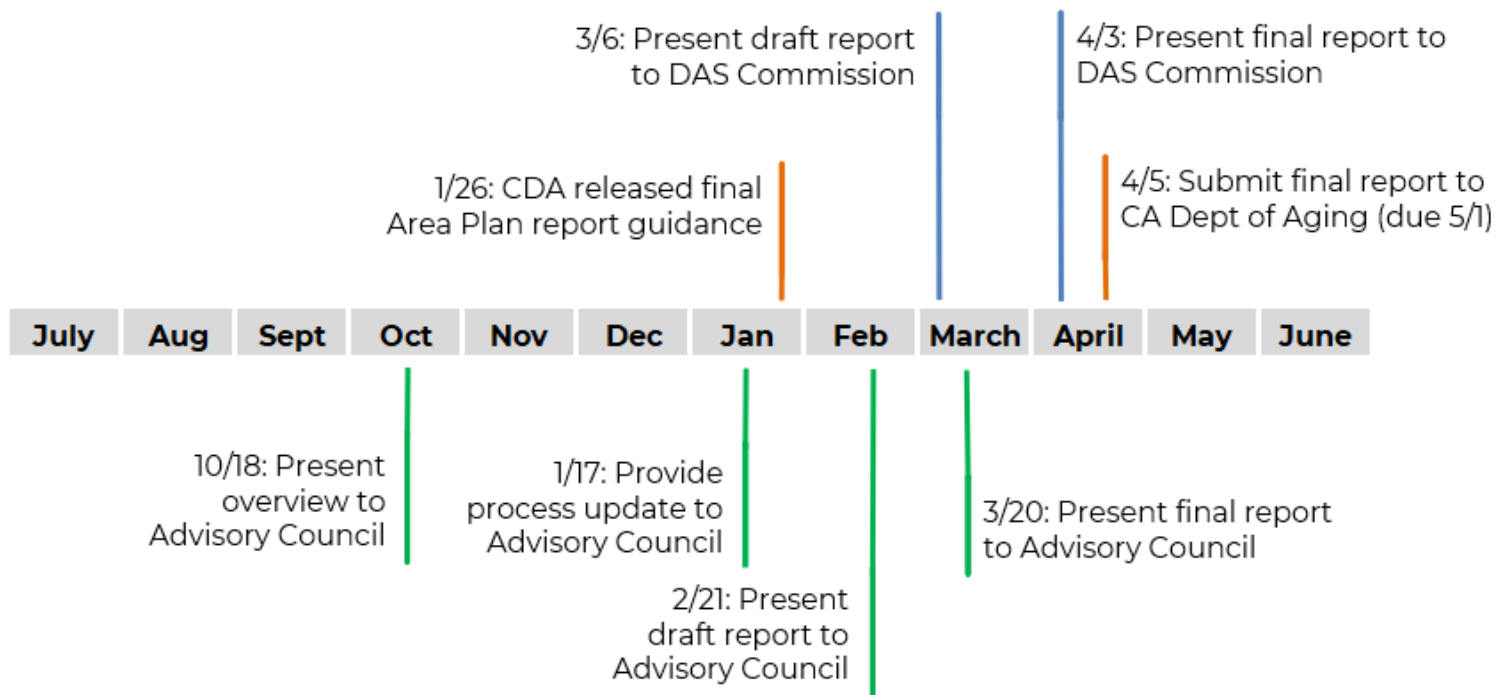 3/6: Present draft report
to DAS Commission
4/3: Present final report to
DAS Commission
1/26: CDA released final
Area Plan report guidance
4/5: Submit final report to
CA Dept of Aging (due 5/1)
July Aug Sept Oct Nov Dec Jan Feb March April May June
10/18: Present
overview to
Advisory Council
1/17: Provide
process update to
Advisory Council
2/21: Present
draft report to
Advisory Council
3/20: Present final report
to Advisory Council